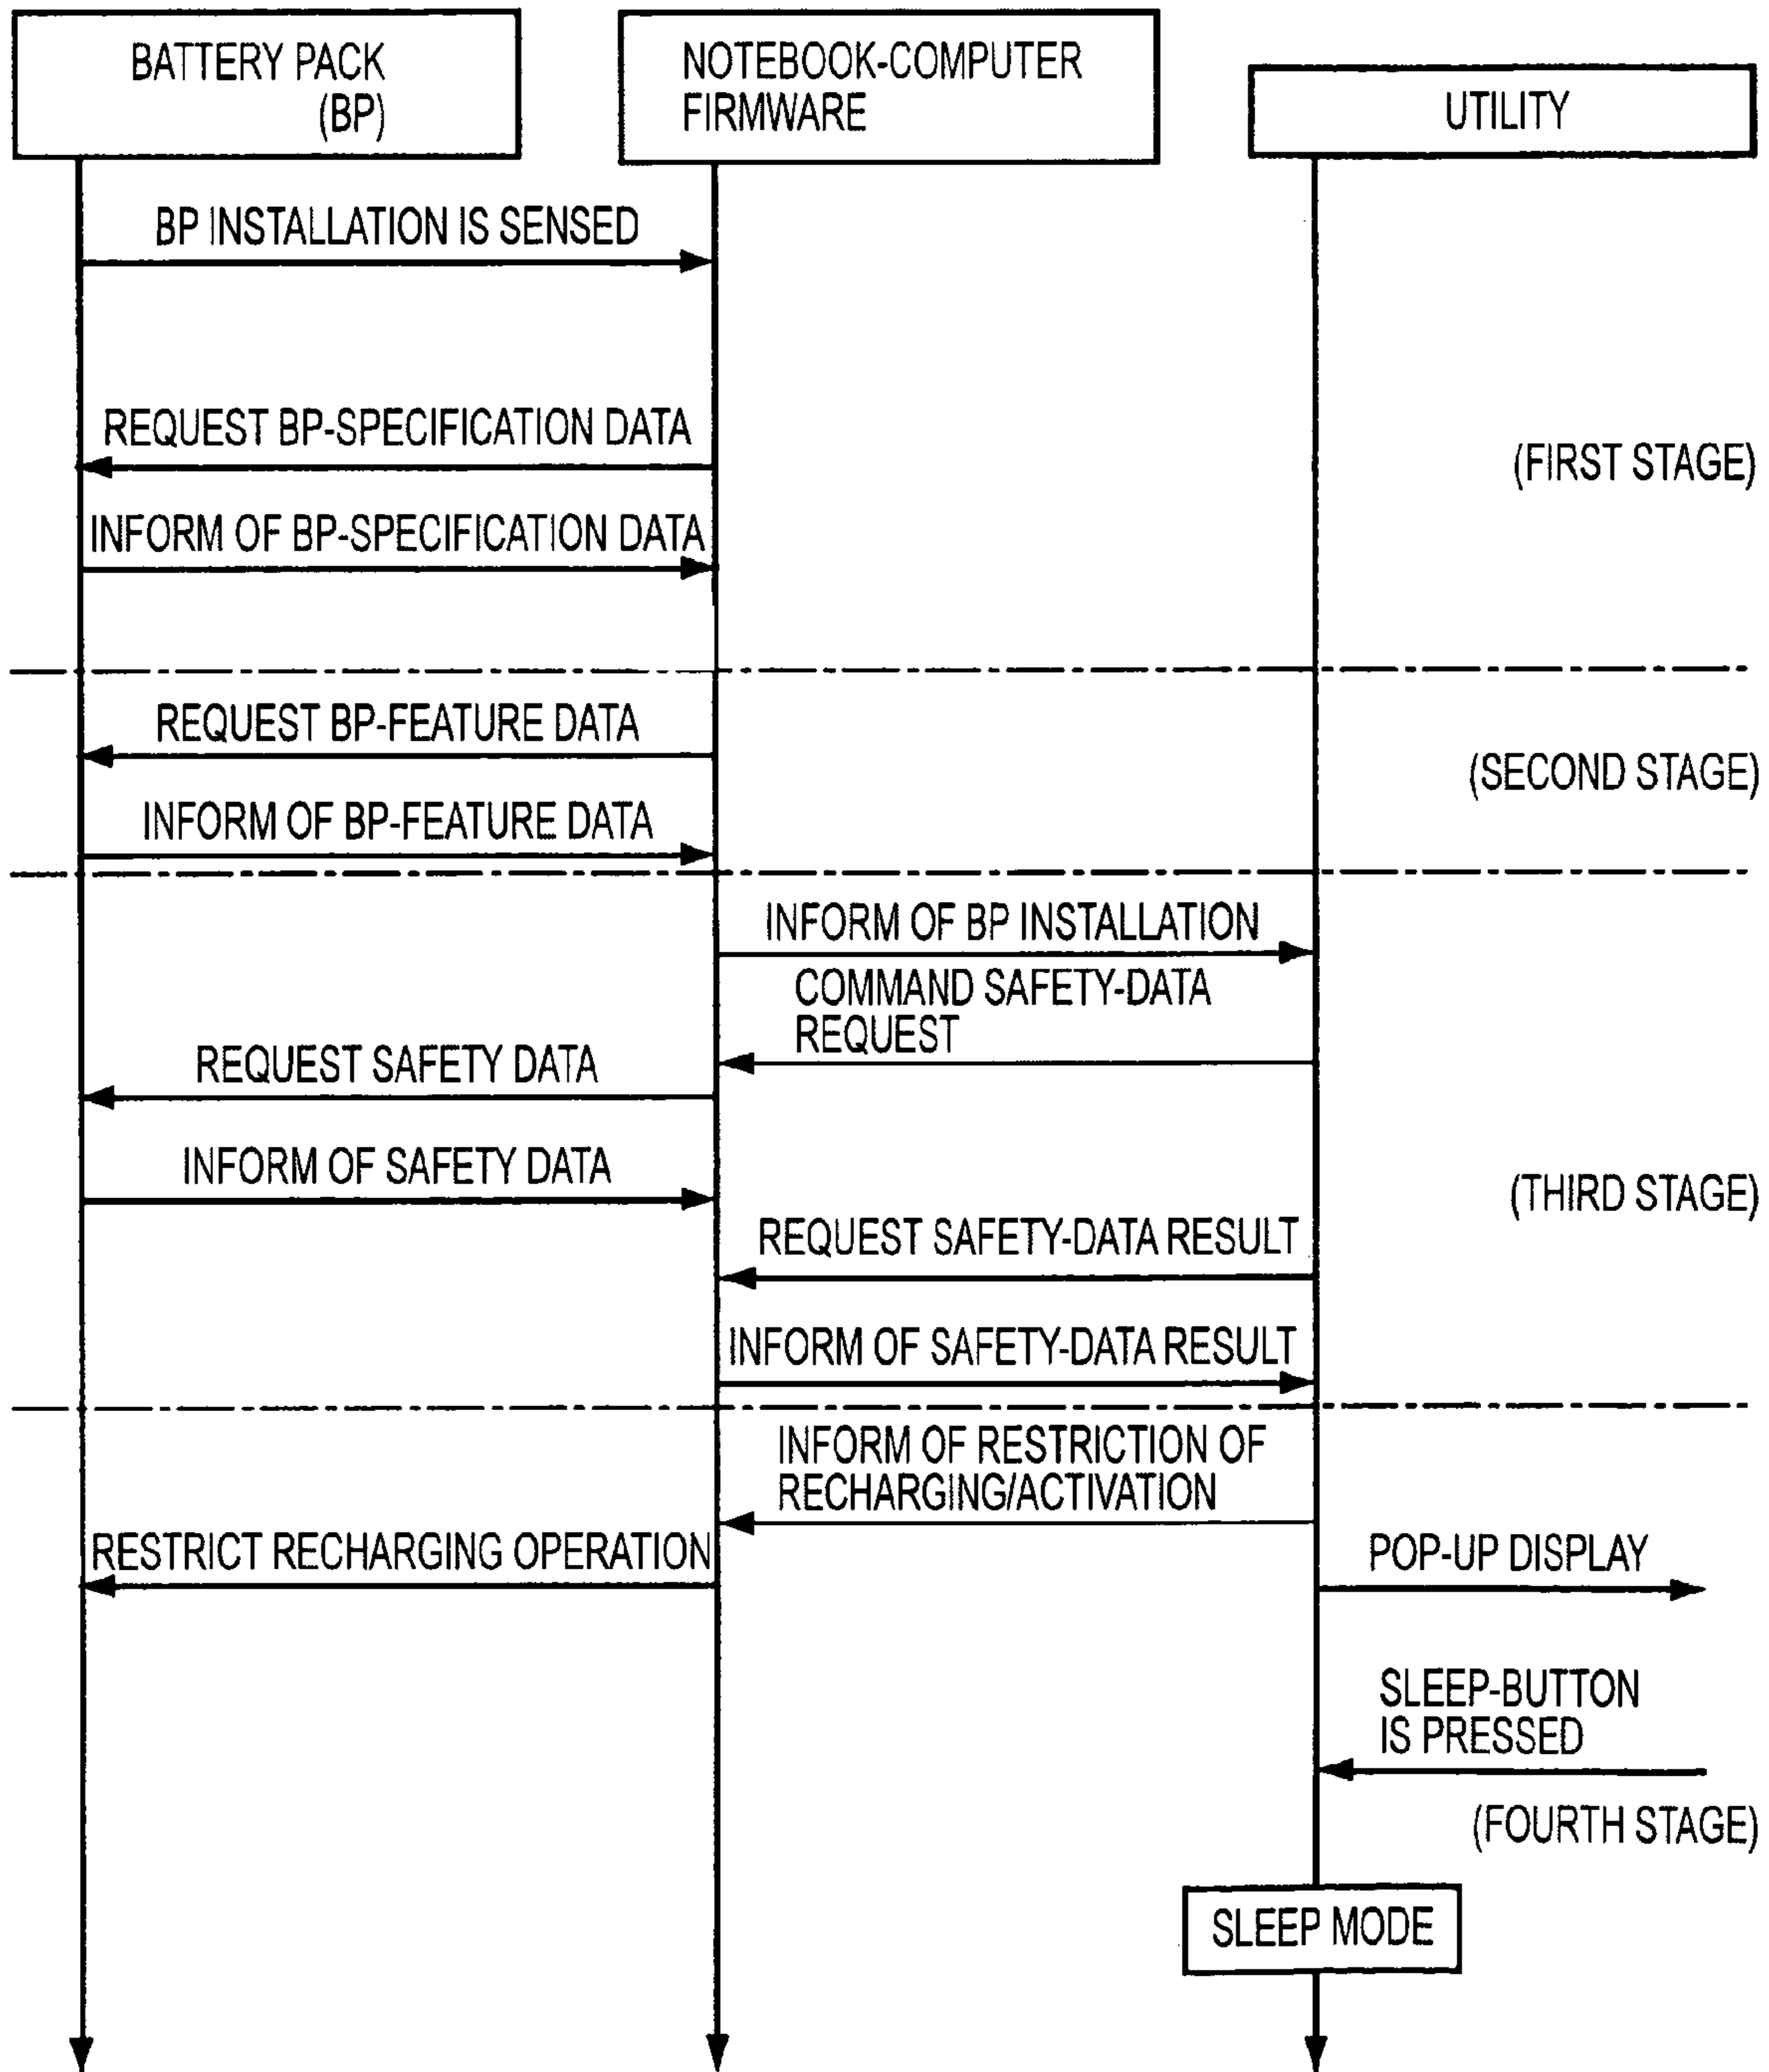 BATTERY PACK
(BP)
NOTEBOOK-COMPUTER
FIRMWARE
UTILITY
BP INSTALLATION IS SENSED
REQUEST BP-SPECIFICATION DATA
(FIRST STAGE)
INFORM OF BP-SPECIFICATION DATA
REQUEST BP-FEATURE DATA
(SECOND STAGE)
INFORM OF BP-FEATURE DATA
INFORM OF BP INSTALLATION
COMMAND SAFETY-DATA
REQUEST
REQUEST SAFETY DATA
INFORM OF SAFETY DATA
(THIRD STAGE)
REQUEST SAFETY-DATA RESULT
INFORM OF SAFETY-DATA RESULT
INFORM OF RESTRICTION OF
RECHARGING/ACTIVATION
RESTRICT RECHARGING OPERATION
POP-UP DISPLAY
SLEEP-BUTTON
IS PRESSED
(FOURTH STAGE)
SLEEP MODE